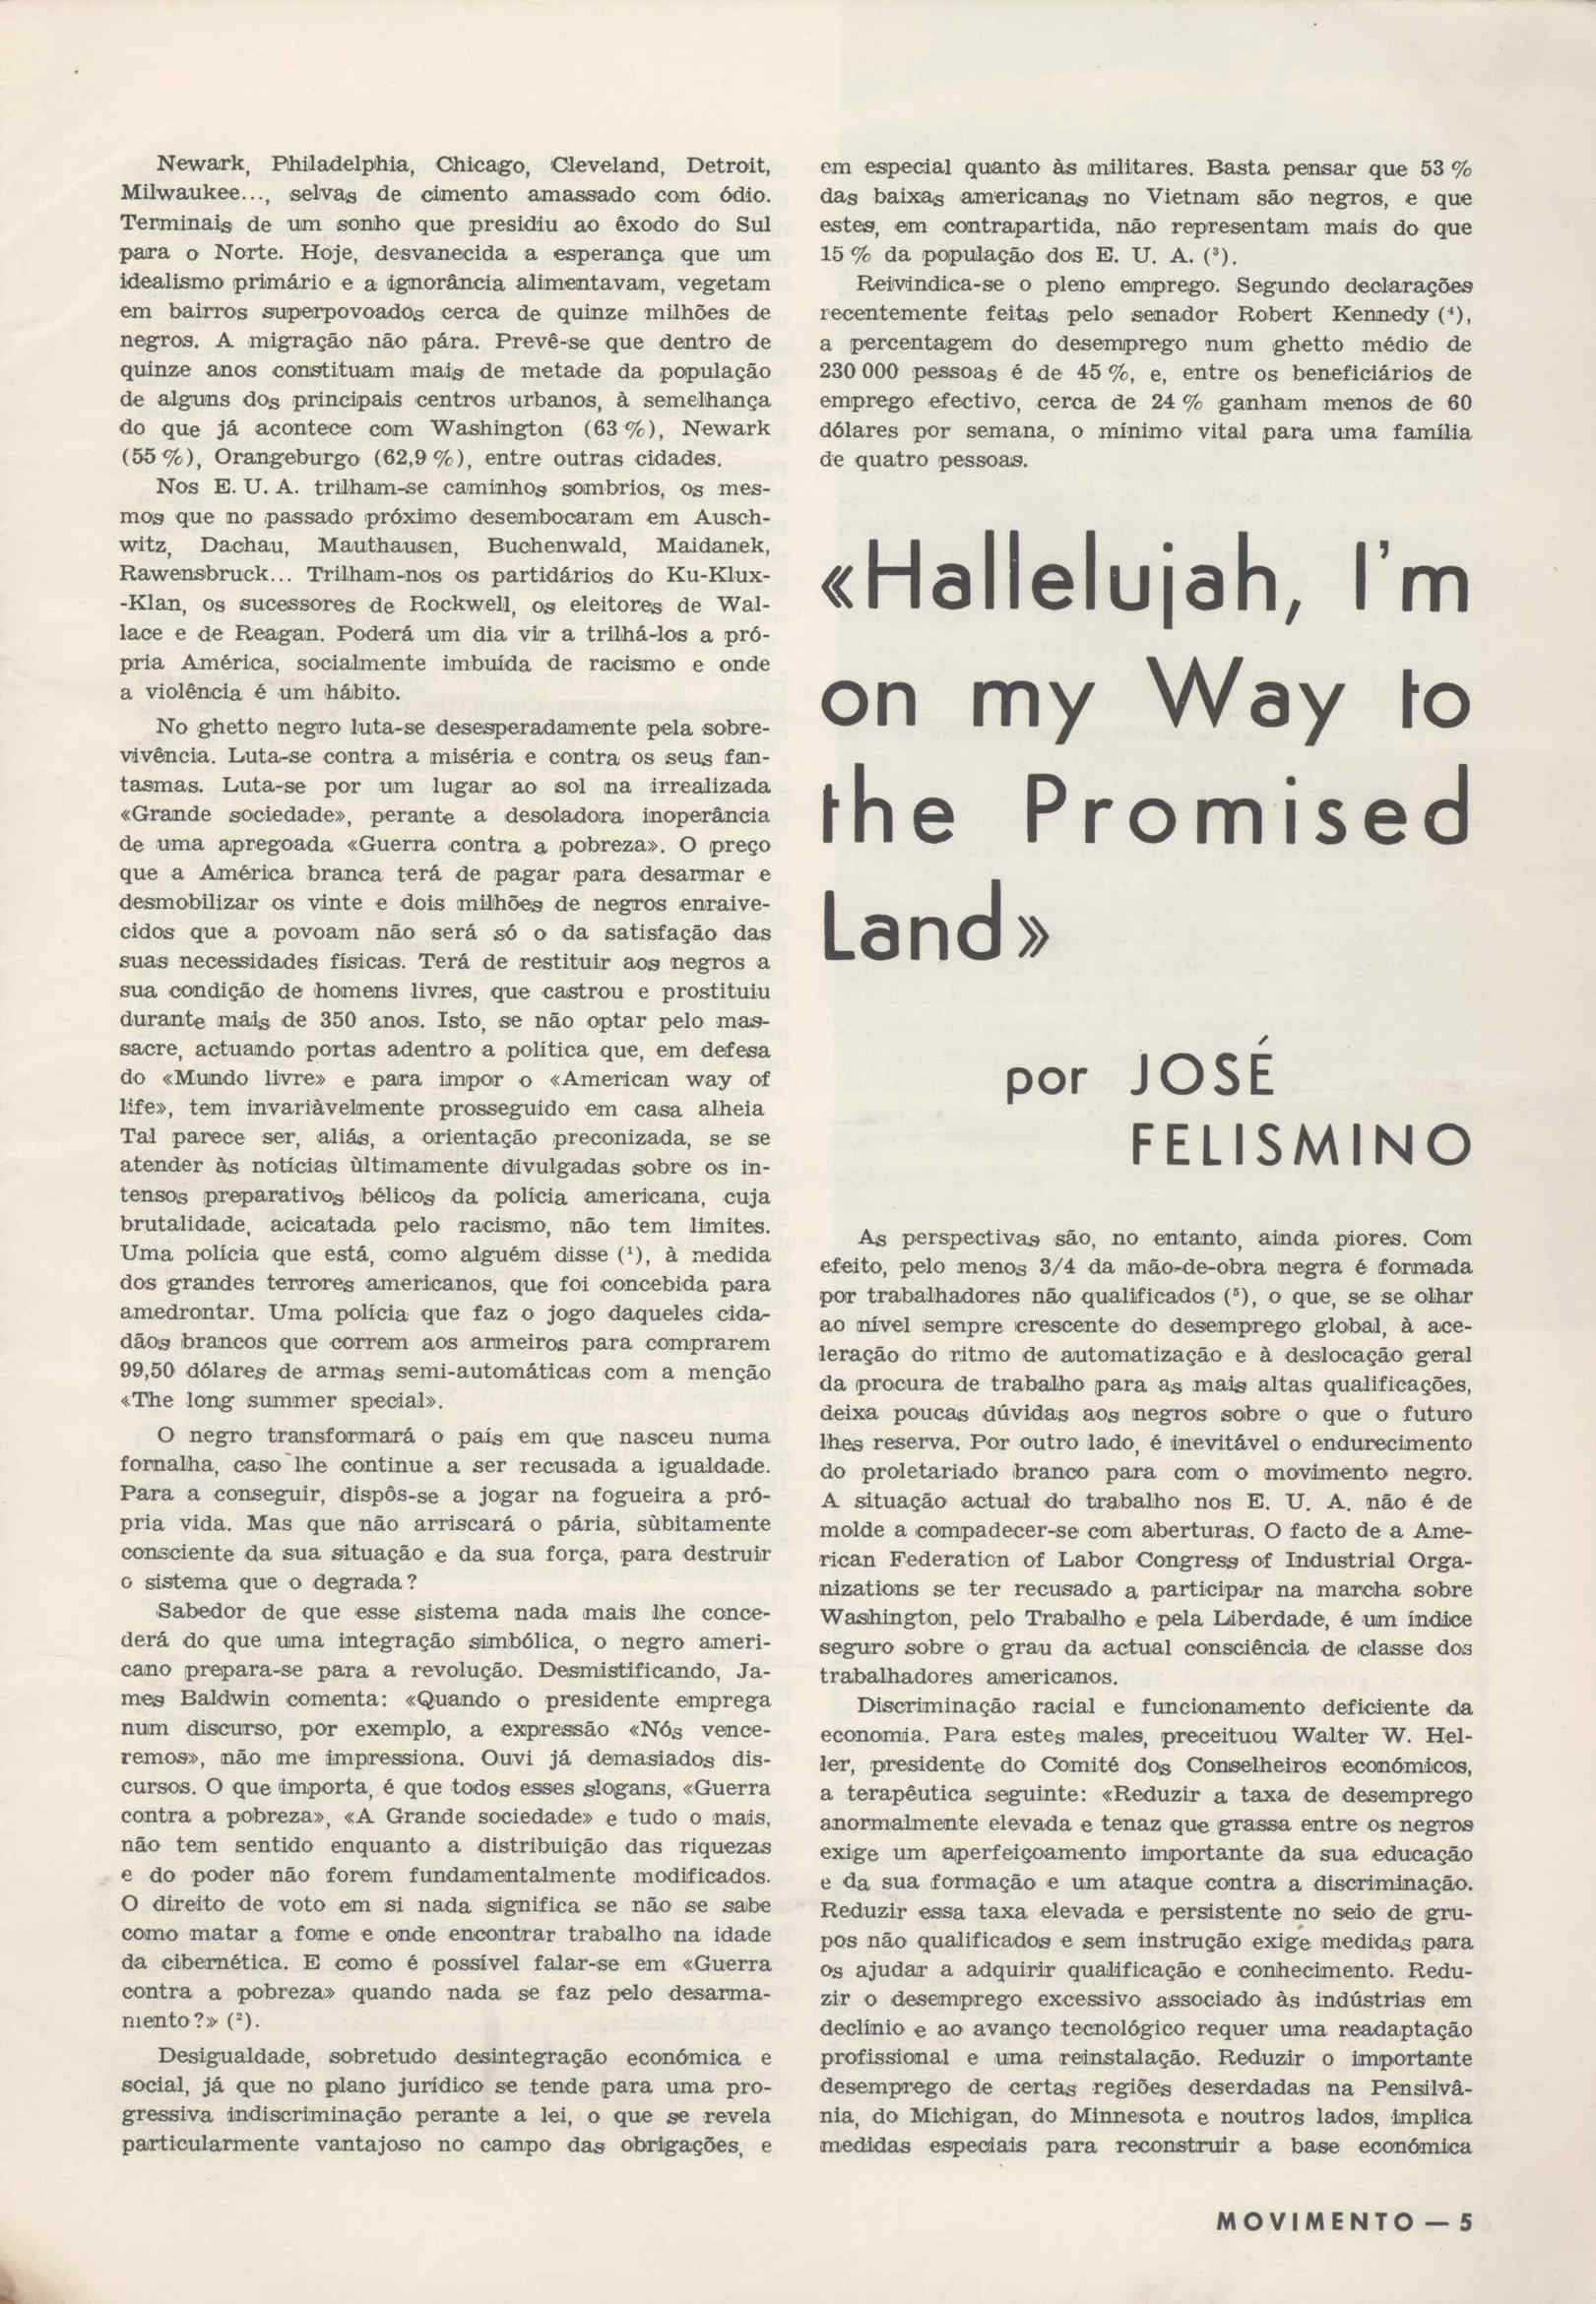 Newark, Philadelphia, Chicago, Cleveland, Detroit,
Milwaukee..., selvas de cimento amassado com ódio.
Terminais de um sonho que presidiu ao êxodo do Sul
para o Norte. Hoje, desvanecida a esperança que um
idealismo primário e a ignorância alimentavam, vegetam
em bairros superpovoados cerca de quinze milhões de
negros. A migração não pára. Prevê-se que dentro de
quinze anos constituam mais de metade da população
de alguns dos principais centros urbanos, à semelhança
do que já acontece com Washington (63 %), Newark
(55 %), Orangeburgo (62,9 %), entre outras cidades.
Nos E. U. A. trilham-se caminhos sombrios, os mes-
mos que no passado próximo desembocaram em Ausch-
witz, Dachau, Mauthausen, Buchenwald, Maidanek,
Rawensbruck... Trilham-nos os partidários do Ku-Klux-
-Klan, os sucessores de Rockwell, os eleitores de Wal-
lace e de Reagan. Poderá um dia vir a trilhá-los a pró-
pria América, socialmente imbuída de racismo e onde
a violência é um hábito.
No ghetto negro luta-se desesperadamente pela sobre-
vivência. Luta-se contra a miséria e contra os seus fan-
tasmas. Luta-se por um lugar ao sol na irrealizada
«Grande sociedade», perante a desoladora inoperância
de uma apregoada «Guerra contra a pobreza». O preço
que a América branca terá de pagar para desarmar e
desmobilizar os vinte e dois milhões de negros enraive-
cidos que a povoam não será só o da satisfação das
suas necessidades físicas. Terá de restituir aos negros a
sua condição de homens livres, que castrou e prostituiu
durante mais de 350 anos. Isto, se não optar pelo mas-
sacre, actuando portas adentro a política que, em defesa
do «Mundo livre» e para impor o «American way of
life», tem invariàvelmente prosseguido em casa alheia
Tal parece ser, aliás, a orientação preconizada, se se
atender às notícias ùltimamente divulgadas sobre os in-
tensos preparativos bélicos da polícia americana, cuja
brutalidade, acicatada pelo racismo, não tem limites.
Uma polícia que está, como alguém disse (¹), à medida
dos grandes terrores americanos, que foi concebida para
amedrontar. Uma polícia que faz o jogo daqueles cida-
dãos brancos que correm aos armeiros para comprarem
99,50 dólares de armas semi-automáticas com a menção
«The long summer special».
O negro transformará o país em que nasceu numa
fornalha, caso lhe continue a ser recusada a igualdade.
Para a conseguir, dispôs-se a jogar na fogueira a pró-
pria vida. Mas que não arriscará o pária, sùbitamente
consciente da sua situação e da sua força, para destruir
o sistema que o degrada?
Sabedor de que esse sistema nada mais lhe conce-
derá do que uma integração simbólica, o negro ameri-
cano prepara-se para a revolução. Desmistificando, Ja-
mes Baldwin comenta: «Quando o presidente emprega
num discurso, por exemplo, a expressão «Nós vence-
remos», não me impressiona. Ouvi já demasiados dis-
cursos. O que importa, é que todos esses slogans, «Guerra
contra a pobreza», «A Grande sociedade» e tudo o mais,
não tem sentido enquanto a distribuição das riquezas
e do poder não forem fundamentalmente modificados.
O direito de voto em si nada significa se não se sabe
como matar a fome e onde encontrar trabalho na idade
da cibernética. E como é possível falar-se em «Guerra
contra a pobreza» quando nada se faz pelo desarma-
mento?» (²).
Desigualdade, sobretudo desintegração económica e
social, já que no plano jurídico se tende para uma pro-
gressiva indiscriminação perante a lei, o que se revela
particularmente vantajoso no campo das obrigações, e
em especial quanto às militares. Basta pensar que 53 %
das baixas americanas no Vietnam são negros, e que
estes, em contrapartida, não representam mais do que
15 % da população dos E. U. A. (³).
Reivindica-se o pleno emprego. Segundo declarações
recentemente feitas pelo senador Robert Kennedy (⁴),
a percentagem do desemprego num ghetto médio de
230 000 pessoas é de 45 %, e, entre os beneficiários de
emprego efectivo, cerca de 24 % ganham menos de 60
dólares por semana, o mínimo vital para uma família
de quatro pessoas.
«Hallelujah, I'm
on my Way to
the Promised
Land»
por JOSÉ
FELISMINO
As perspectivas são, no entanto, ainda piores. Com
efeito, pelo menos 3/4 da mão-de-obra negra é formada
por trabalhadores não qualificados (⁵), o que, se se olhar
ao nível sempre crescente do desemprego global, à ace-
leração do ritmo de automatização e à deslocação geral
da procura de trabalho para as mais altas qualificações,
deixa poucas dúvidas aos negros sobre o que o futuro
lhes reserva. Por outro lado, é inevitável o endurecimento
do proletariado branco para com o movimento negro.
A situação actual do trabalho nos E. U. A. não é de
molde a compadecer-se com aberturas. O facto de a Ame-
rican Federation of Labor Congress of Industrial Orga-
nizations se ter recusado a participar na marcha sobre
Washington, pelo Trabalho e pela Liberdade, é um índice
seguro sobre o grau da actual consciência de classe dos
trabalhadores americanos.
Discriminação racial e funcionamento deficiente da
economia. Para estes males, preceituou Walter W. Hel-
ler, presidente do Comité dos Conselheiros económicos,
a terapêutica seguinte: «Reduzir a taxa de desemprego
anormalmente elevada e tenaz que grassa entre os negros
exige um aperfeiçoamento importante da sua educação
e da sua formação e um ataque contra a discriminação.
Reduzir essa taxa elevada e persistente no seio de gru-
pos não qualificados e sem instrução exige medidas para
os ajudar a adquirir qualificação e conhecimento. Redu-
zir o desemprego excessivo associado às indústrias em
declínio e ao avanço tecnológico requer uma readaptação
profissional e uma reinstalação. Reduzir o importante
desemprego de certas regiões deserdadas na Pensilvâ-
nia, do Michigan, do Minnesota e noutros lados, implica
medidas especiais para reconstruir a base económica
MOVIMENTO — 5